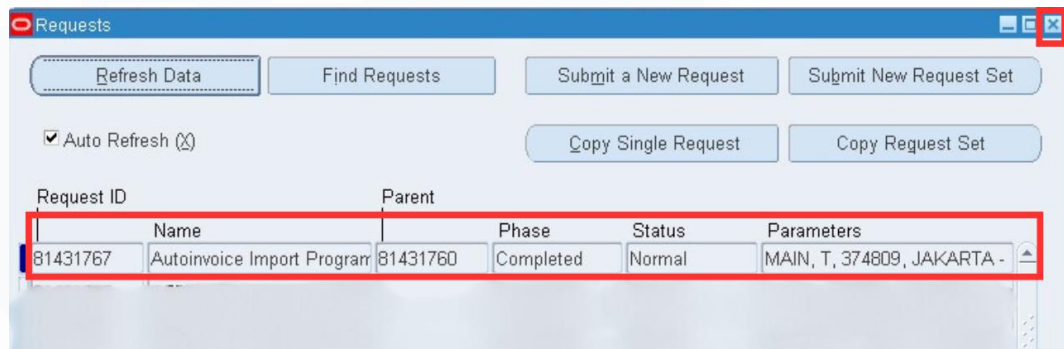 Requests
Refresh Data Find Requests Submit a New Request Submit New Request Set
Auto Refresh (X) Copy Single Request Copy Request Set
Request ID Parent
Name Phase Status Parameters
81431767 Autoinvoice Import Program 81431760 Completed Normal MAIN, T, 374809, JAKARTA -